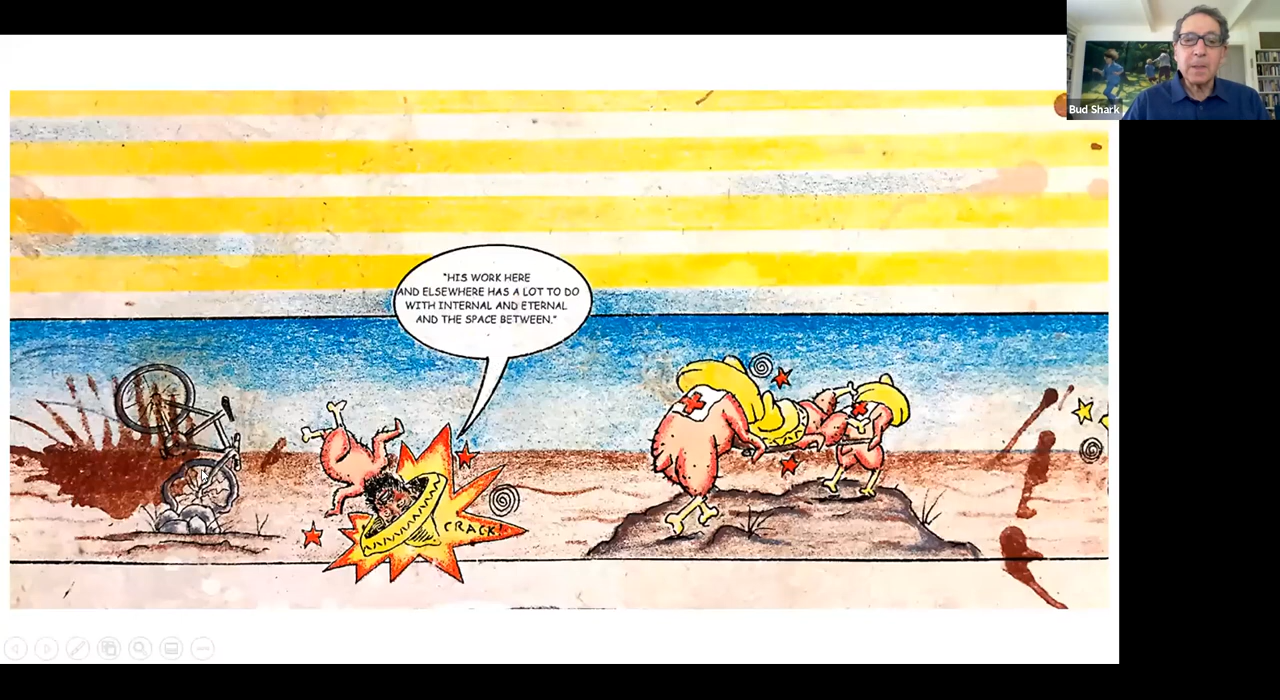 Bud Shark
"HIS WORK HERE
AND ELSEWHERE HAS A LOT TO DO
WITH INTERNAL AND ETERNAL
AND THE SPACE BETWEEN."
CRACK!